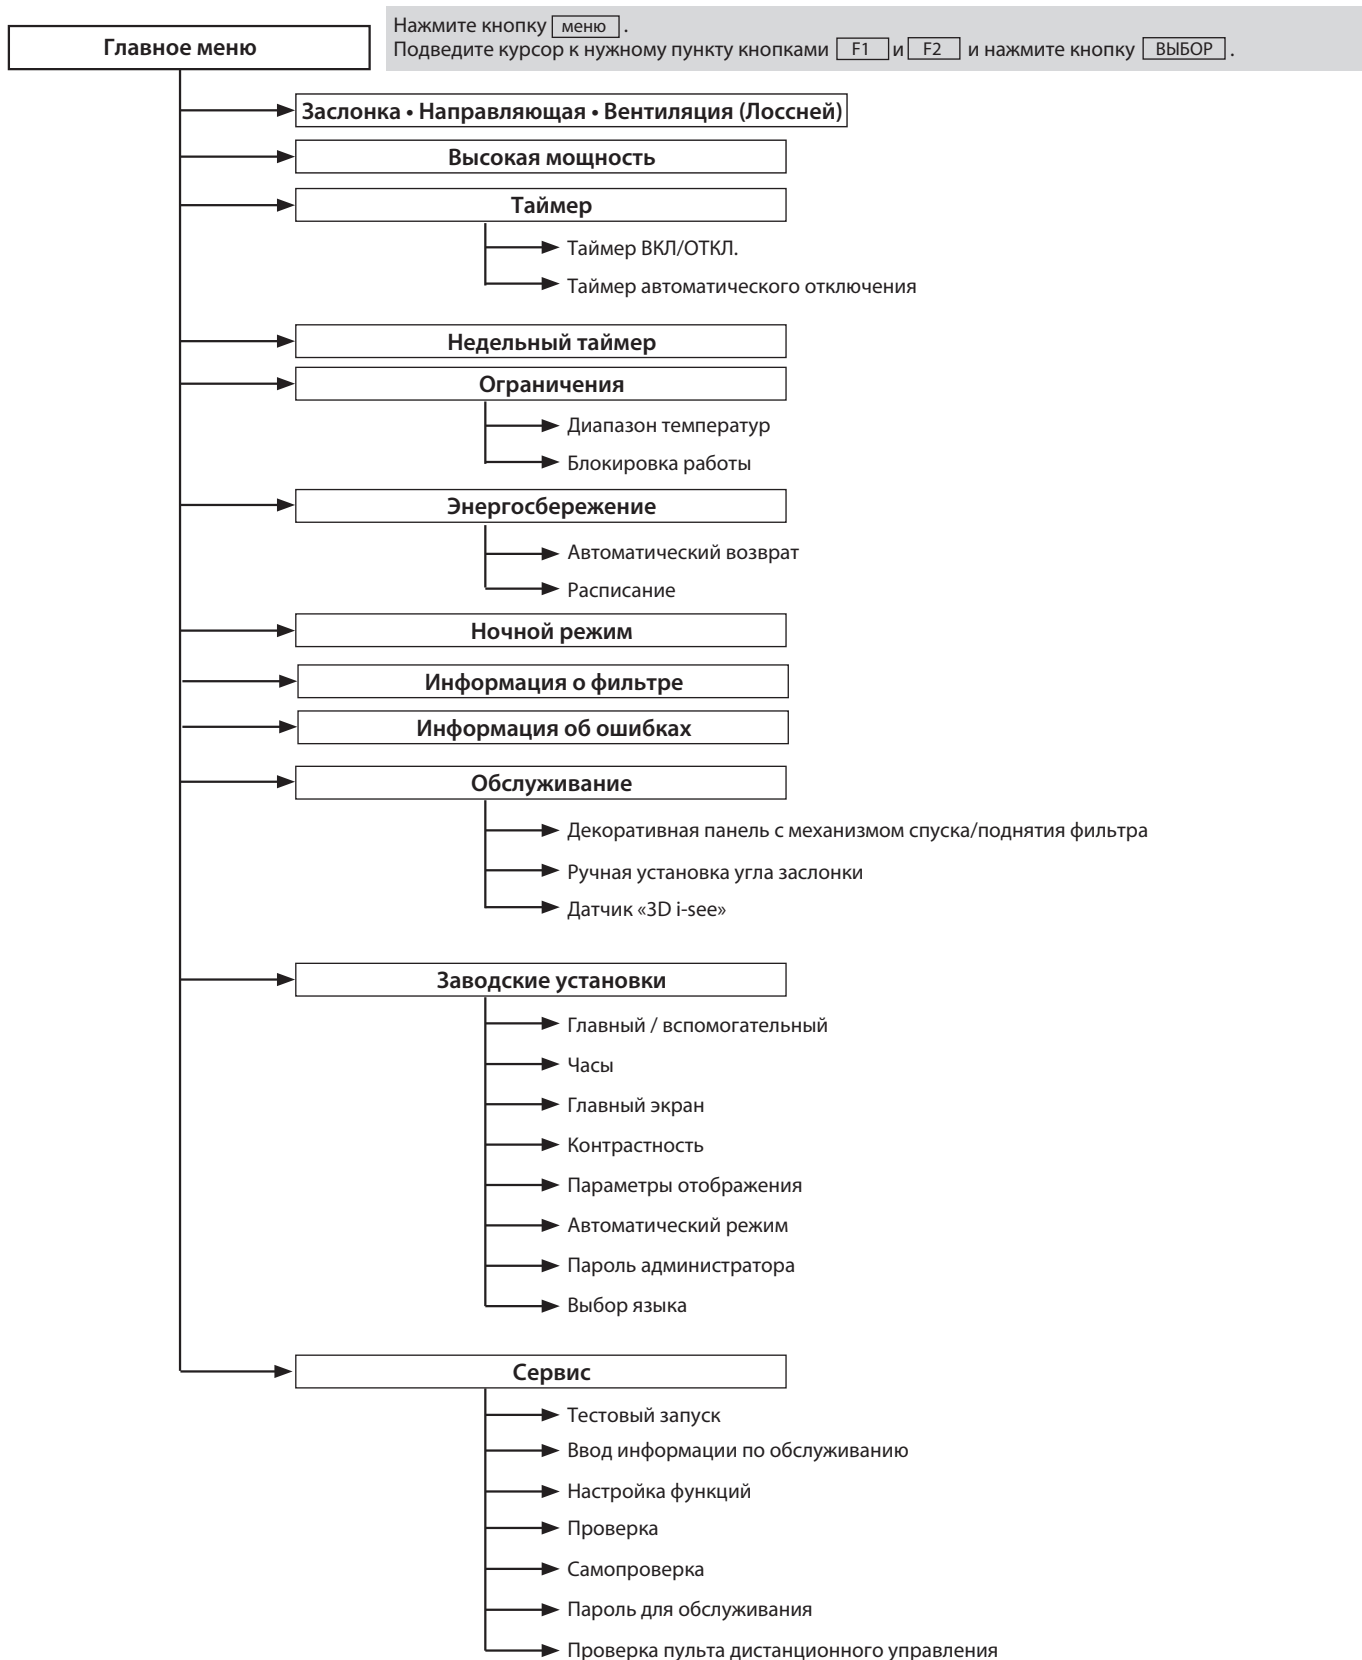 Главное меню
Нажмите кнопку меню .
Подведите курсор к нужному пункту кнопками F1 и F2 и нажмите кнопку ВЫБОР .
Заслонка • Направляющая • Вентиляция (Лоссней)
Высокая мощность
Таймер
Таймер ВКЛ/ОТКЛ.
Таймер автоматического отключения
Недельный таймер
Ограничения
Диапазон температур
Блокировка работы
Энергосбережение
Автоматический возврат
Расписание
Ночной режим
Информация о фильтре
Информация об ошибках
Обслуживание
Декоративная панель с механизмом спуска/поднятия фильтра
Ручная установка угла заслонки
Датчик «3D i-see»
Заводские установки
Главный / вспомогательный
Часы
Главный экран
Контрастность
Параметры отображения
Автоматический режим
Пароль администратора
Выбор языка
Сервис
Тестовый запуск
Ввод информации по обслуживанию
Настройка функций
Проверка
Самопроверка
Пароль для обслуживания
Проверка пульта дистанционного управления